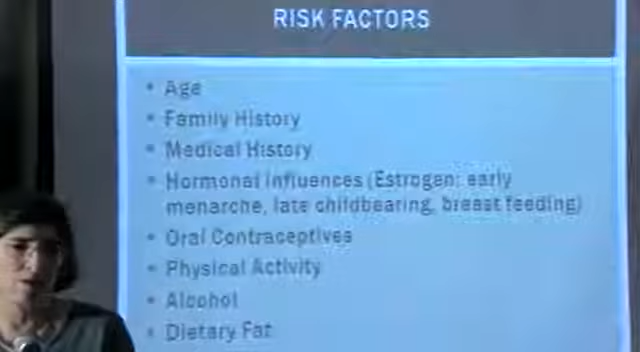 RISK FACTORS
• Age
• Family History
• Medical History
• Hormonal Influences (Estrogen: early
menarche, late childbearing, breast feeding)
• Oral Contraceptives
• Physical Activity
• Alcohol
• Dietary Fat